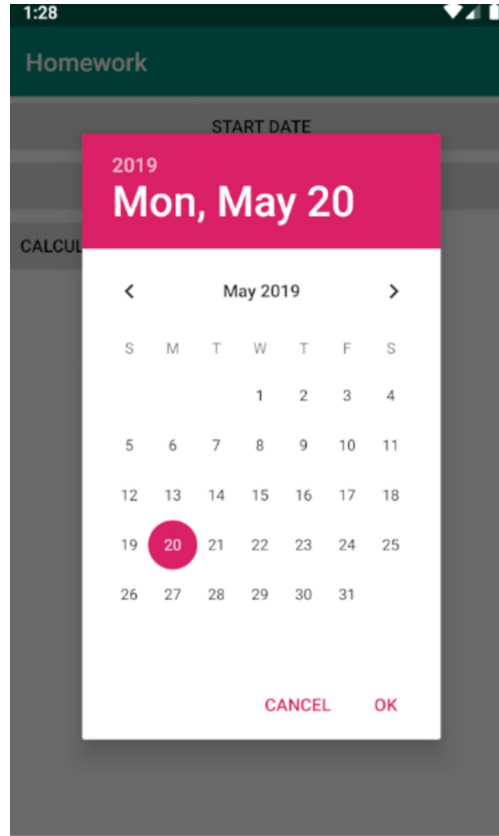 1:28
Homework
START DATE
CALCUL
2019
Mon, May 20
May 2019
S M T W T F S
1 2 3 4
5 6 7 8 9 10 11
12 13 14 15 16 17 18
19 20 21 22 23 24 25
26 27 28 29 30 31
CANCEL OK